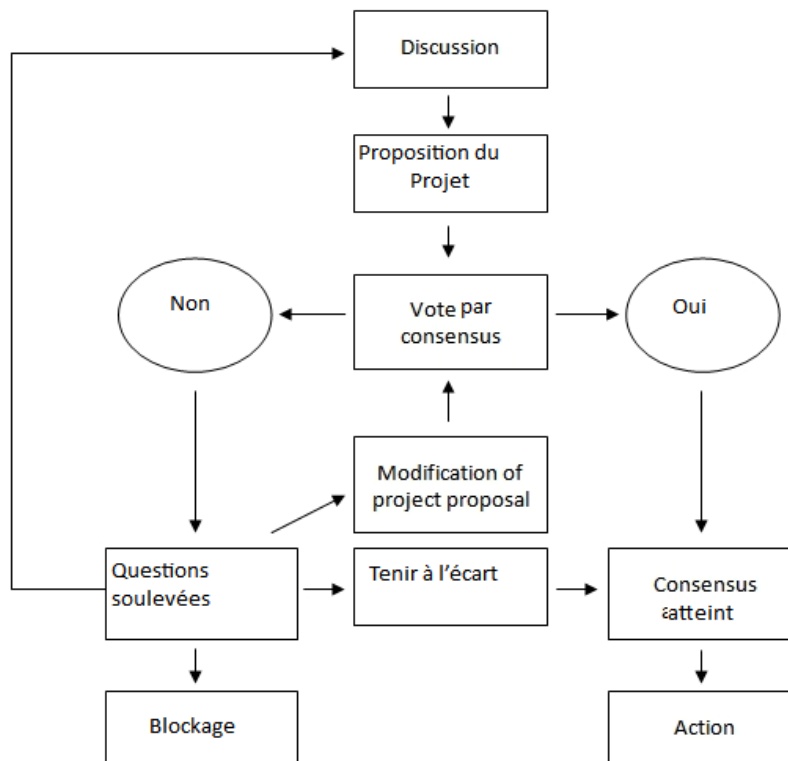 Discussion
Proposition du
Projet
Non
Vote par
consensus
Oui
Modification of
project proposal
Questions
soulevées
Tenir à l'écart
Consensus
atteint
Blockage
Action